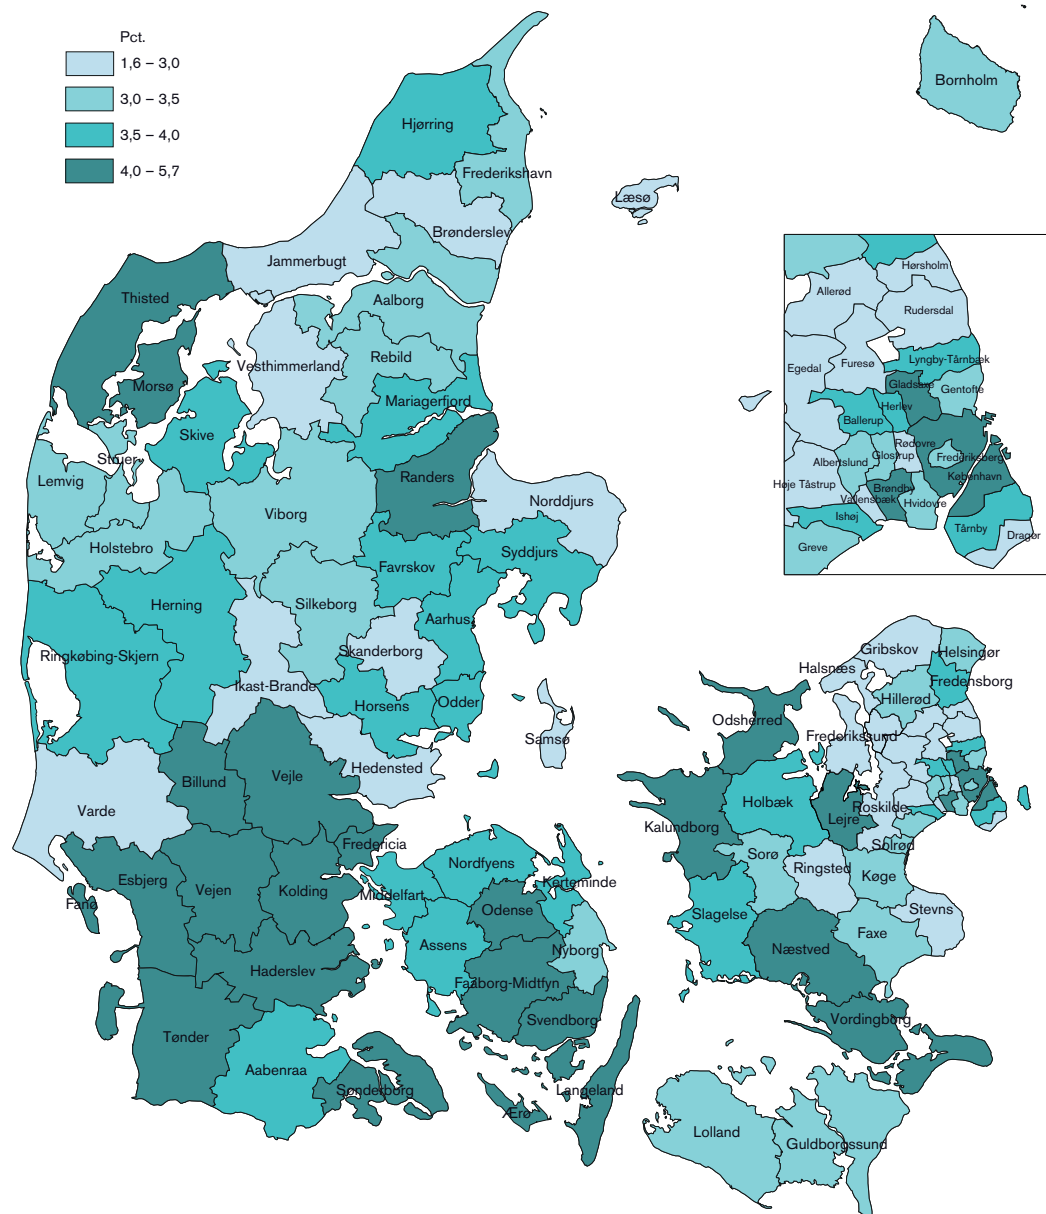 Pct.
1,6 – 3,0
3,0 – 3,5
3,5 – 4,0
4,0 – 5,7
Bornholm
Hjørring
Frederikshavn
Læsø
Brønderslev
Jammerbugt
Thisted
Aalborg
Rebild
Vesthimmerland
Morsø
Mariagerfjord
Skive
Struer
Lemvig
Randers
Norddjurs
Viborg
Holstebro
Syddjurs
Favrskov
Herning
Silkeborg
Aarhus
Skanderborg
Ringkøbing-Skjern
Ikast-Brande
Horsens
Odder
Samsø
Hedensted
Billund
Vejle
Varde
Fredericia
Esbjerg
Vejen
Kolding
Fanø
Haderslev
Tønder
Aabenraa
Sønderborg
Nordfyens
Middelfart
Kerteminde
Odense
Assens
Nyborg
Faaborg-Midtfyn
Svendborg
Langeland
Ærø
Hørsholm
Allerød
Rudersdal
Egedal
Furesø
Lyngby-Tårnbæk
Gladsaxe
Gentofte
Herlev
Ballerup
Rødovre
Glostrup
Frederiksberg
Albertslund
København
Høje Tåstrup
Brøndby
Vallensbæk
Hvidovre
Ishøj
Tårnby
Dragør
Greve
Gribskov
Helsingør
Halsnæs
Fredensborg
Hillerød
Odsherred
Frederikssund
Holbæk
Roskilde
Lejre
Kalundborg
Solrød
Sorø
Ringsted
Køge
Slagelse
Stevns
Faxe
Næstved
Vordingborg
Lolland
Guldborgssund